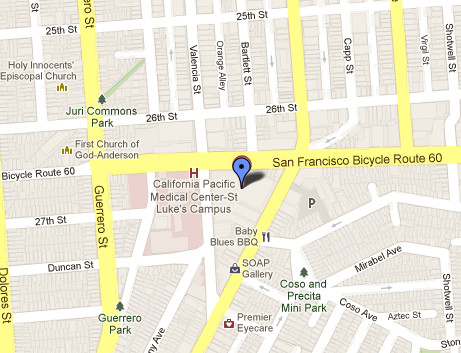 25th St
25th St
Guerrero St
Valencia St
Orange Alley
Bartlett St
Capp St
Virgil St
Shotwell St
Holy Innocents'
Episcopal Church
Juri Commons
Park
26th St
26th St
First Church of
God-Anderson
Bicycle Route 60
H
San Francisco Bicycle Route 60
California Pacific
Medical Center-St
Luke's Campus
P
27th St
Guerrero St
Baby
Blues BBQ
Duncan St
SOAP
Gallery
Mirabel Ave
Coso and
Precita
Mini Park
Dolores St
Shotwell St
Guerrero
Park
Premier
Eyecare
Coso Ave
Aztec St